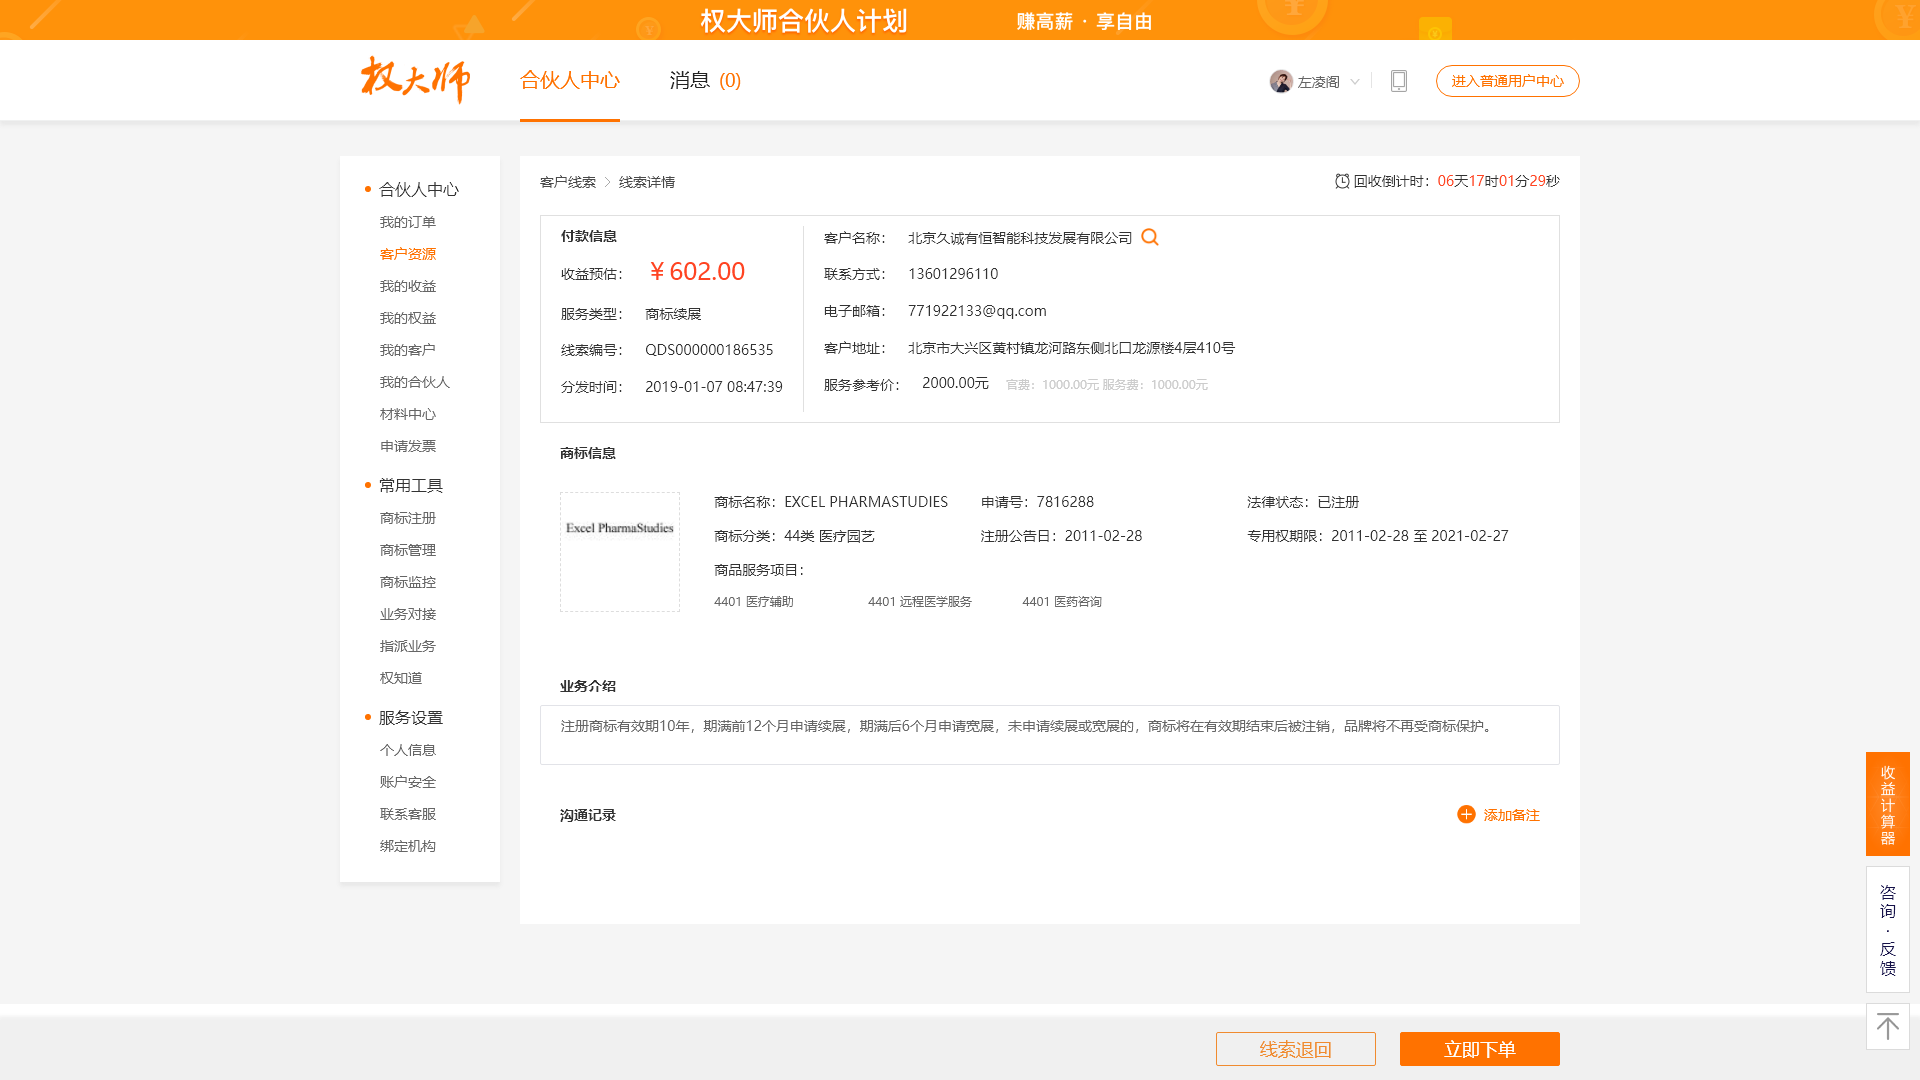 权大师合伙人计划 赚高薪 · 享自由
权大师 合伙人中心 消息 (0) 左凌阁 进入普通用户中心
合伙人中心
我的订单
客户资源
我的收益
我的权益
我的客户
我的合伙人
材料中心
申请发票
常用工具
商标注册
商标管理
商标监控
业务对接
指派业务
权知道
服务设置
个人信息
账户安全
联系客服
绑定机构
客户线索 > 线索详情 回收倒计时：06天17时01分29秒
付款信息
收益预估： ￥602.00
服务类型： 商标续展
线索编号： QDS000000186535
分发时间： 2019-01-07 08:47:39
客户名称： 北京久诚有恒智能科技发展有限公司
联系方式： 13601296110
电子邮箱： 771922133@qq.com
客户地址： 北京市大兴区黄村镇龙河路东侧北口龙源楼4层410号
服务参考价： 2000.00元 官费：1000.00元 服务费：1000.00元
商标信息
Excel PharmaStudies
商标名称：EXCEL PHARMASTUDIES 申请号：7816288 法律状态：已注册
商标分类：44类 医疗园艺 注册公告日：2011-02-28 专用权期限：2011-02-28 至 2021-02-27
商品服务项目：
4401 医疗辅助 4401 远程医学服务 4401 医药咨询
业务介绍
注册商标有效期10年，期满前12个月申请续展，期满后6个月申请宽展，未申请续展或宽展的，商标将在有效期结束后被注销，品牌将不再受商标保护。
沟通记录 添加备注
收益计算器
咨询·反馈
线索退回 立即下单